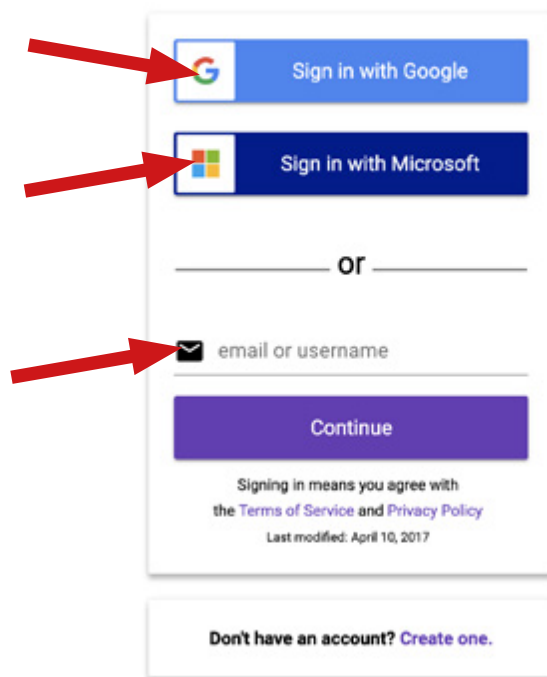 Sign in with Google
Sign in with Microsoft
or
email or username
Continue
Signing in means you agree with
the Terms of Service and Privacy Policy
Last modified: April 10, 2017
Don't have an account? Create one.